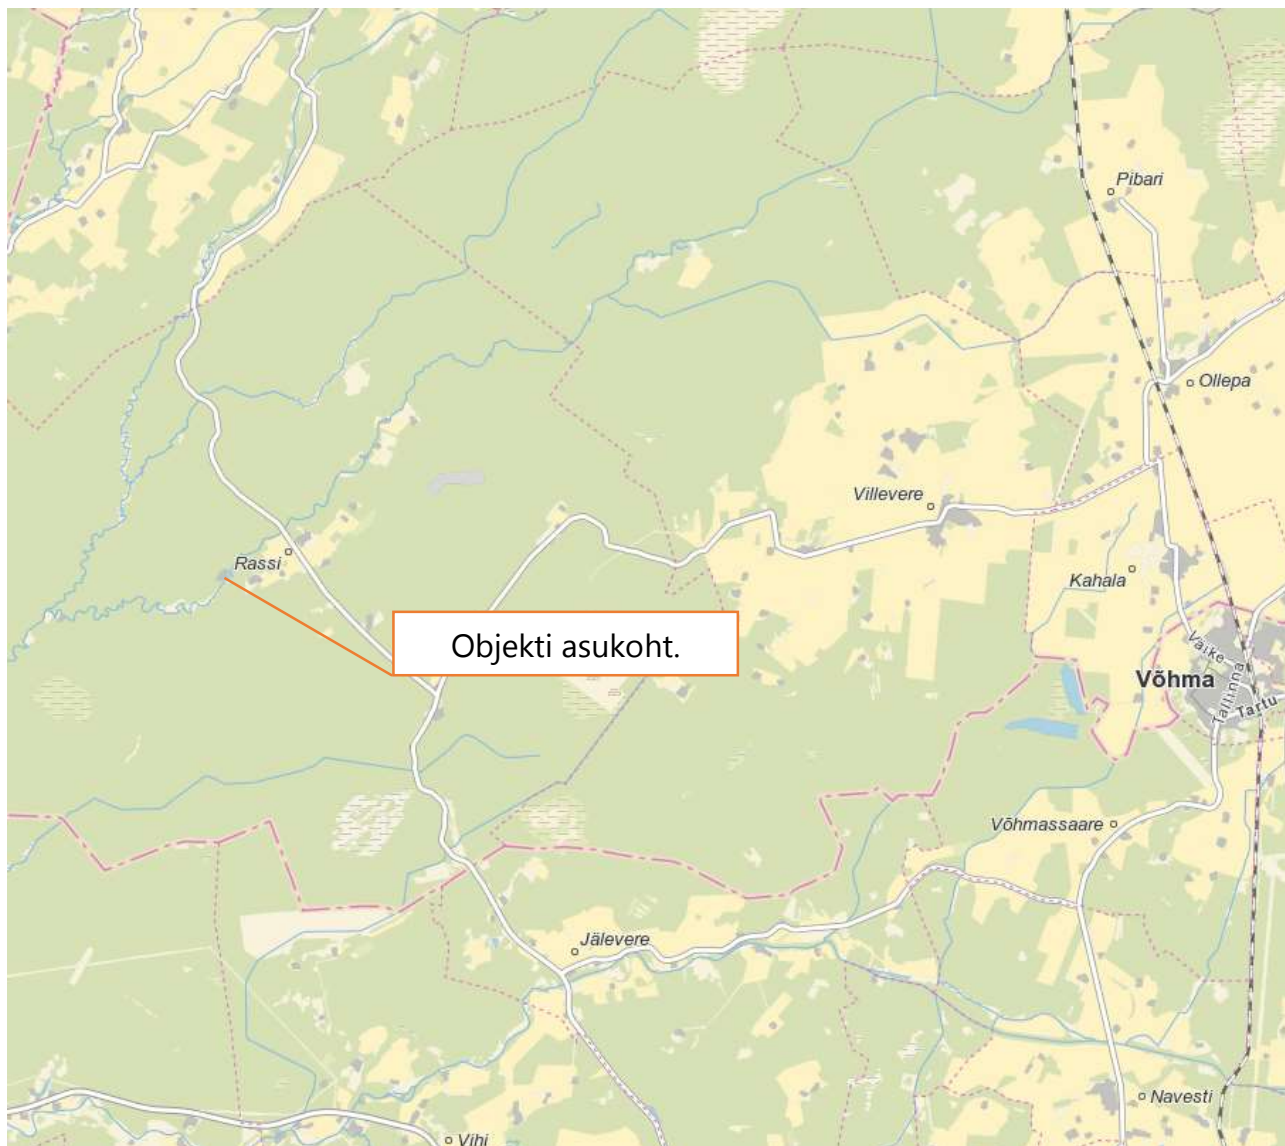 Pibari
Ollepa
Villevere
Rassi
Kahala
Objekti asukoht.
Väike
Võhma
Tallinna
Tartu
Võhmassaare
Jälevere
Navesti
Vihi